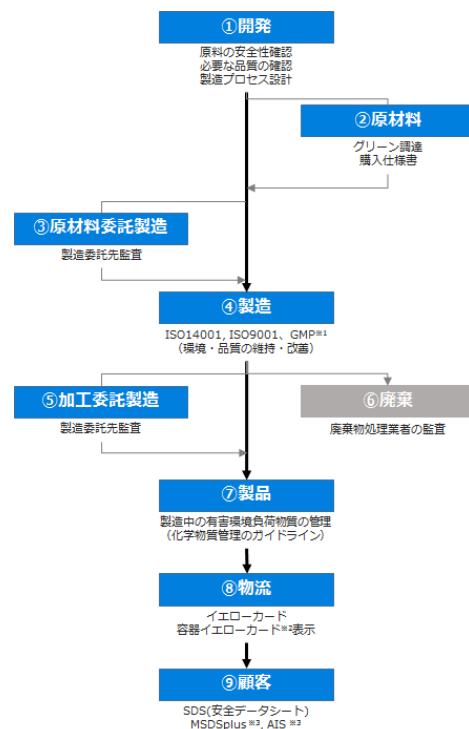 ①開発
原料の安全性確認
必要な品質の確認
製造プロセス設計
②原材料
グリーン調達
購入仕様書
③原材料委託製造
製造委託先監査
④製造
ISO14001, ISO9001、GMP※1
（環境・品質の維持・改善）
⑤加工委託製造
製造委託先監査
⑥廃棄
廃棄物処理業者の監査
⑦製品
製造中の有害環境負荷物質の管理
（化学物質管理のガイドライン）
⑧物流
イエローカード
容器イエローカード※2表示
⑨顧客
SDS(安全データシート)
MSDSplus※3, AIS※3